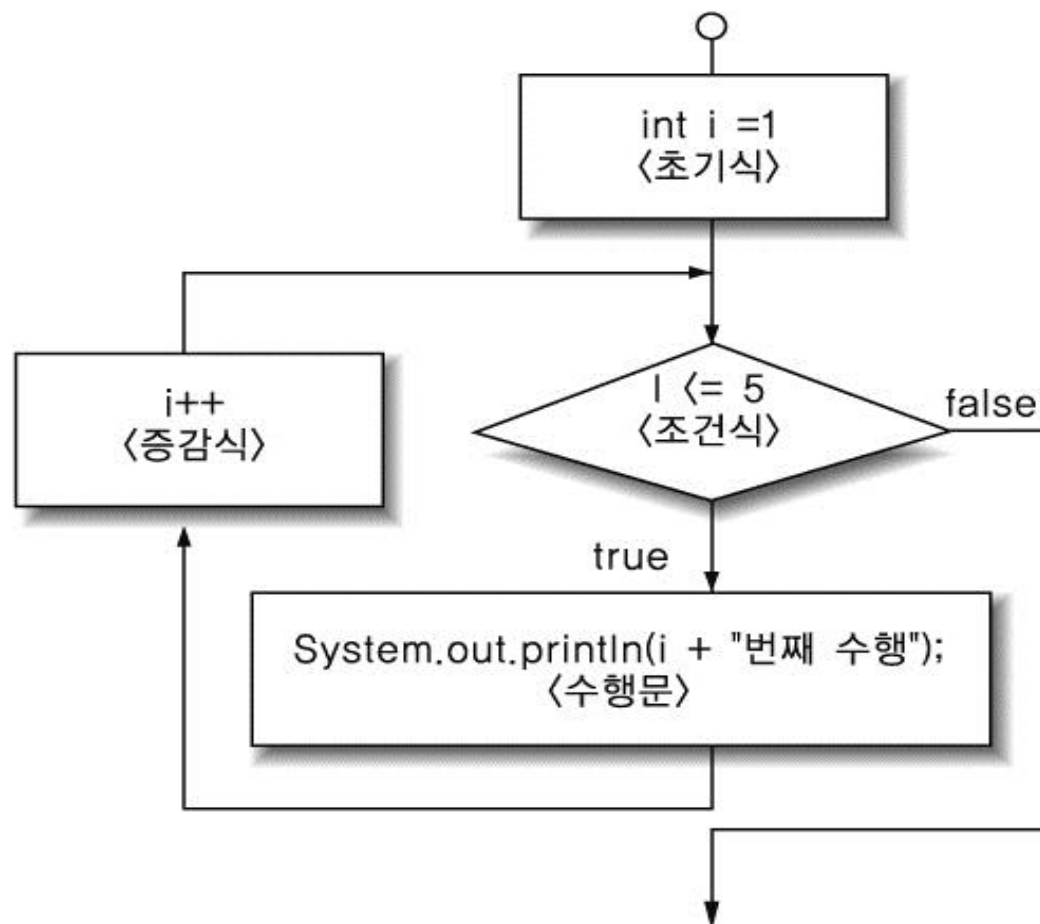 int i =1
〈초기식〉
I <= 5
〈조건식〉
false
i++
〈증감식〉
true
System.out.println(i + "번째 수행");
〈수행문〉